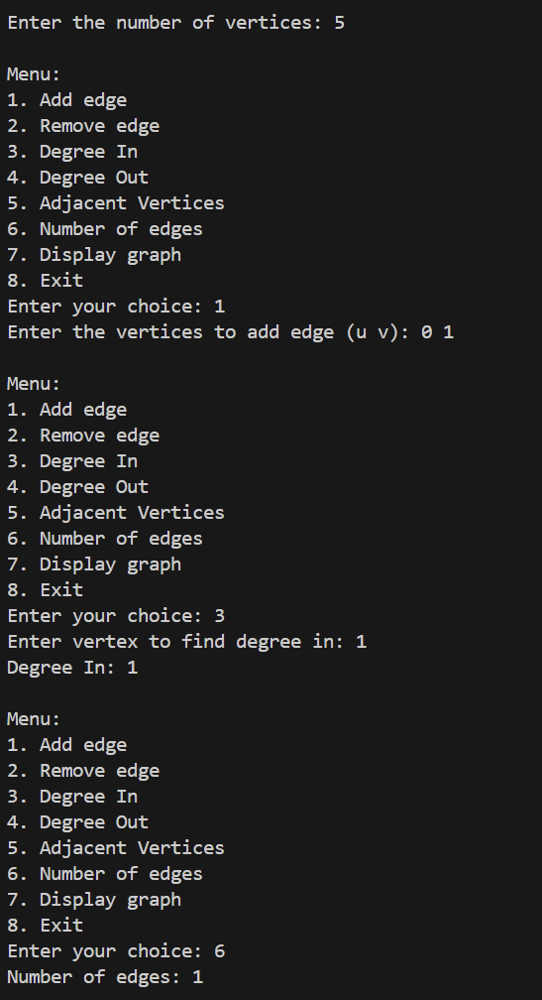 Enter the number of vertices: 5
Menu:
1. Add edge
2. Remove edge
3. Degree In
4. Degree Out
5. Adjacent Vertices
6. Number of edges
7. Display graph
8. Exit
Enter your choice: 1
Enter the vertices to add edge (u v): 0 1
Menu:
1. Add edge
2. Remove edge
3. Degree In
4. Degree Out
5. Adjacent Vertices
6. Number of edges
7. Display graph
8. Exit
Enter your choice: 3
Enter vertex to find degree in: 1
Degree In: 1
Menu:
1. Add edge
2. Remove edge
3. Degree In
4. Degree Out
5. Adjacent Vertices
6. Number of edges
7. Display graph
8. Exit
Enter your choice: 6
Number of edges: 1